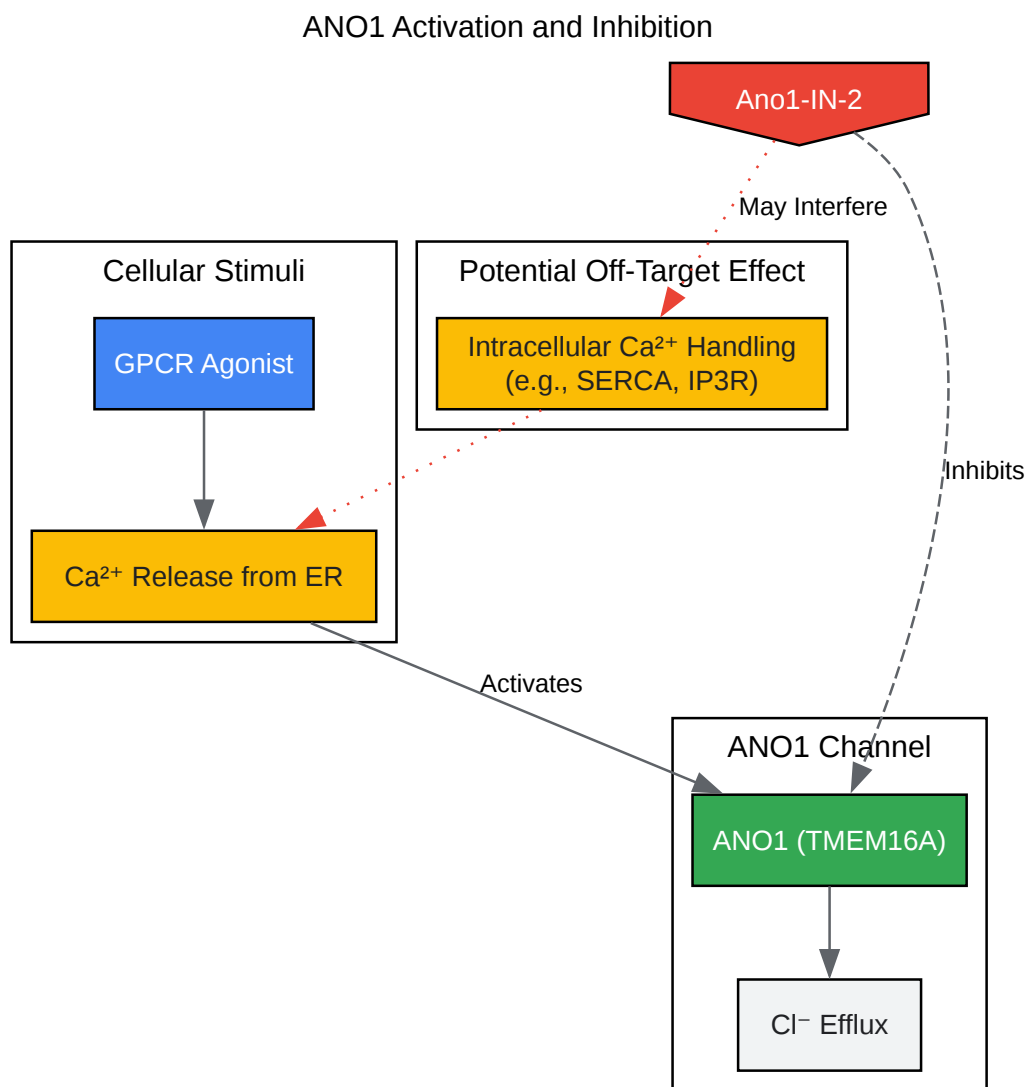 ANO1 Activation and Inhibition
Ano1-IN-2
May Interfere
Cellular Stimuli
Potential Off-Target Effect
GPCR Agonist
Intracellular Ca²⁺ Handling
(e.g., SERCA, IP3R)
Inhibits
Ca²⁺ Release from ER
Activates
ANO1 Channel
ANO1 (TMEM16A)
Cl⁻ Efflux